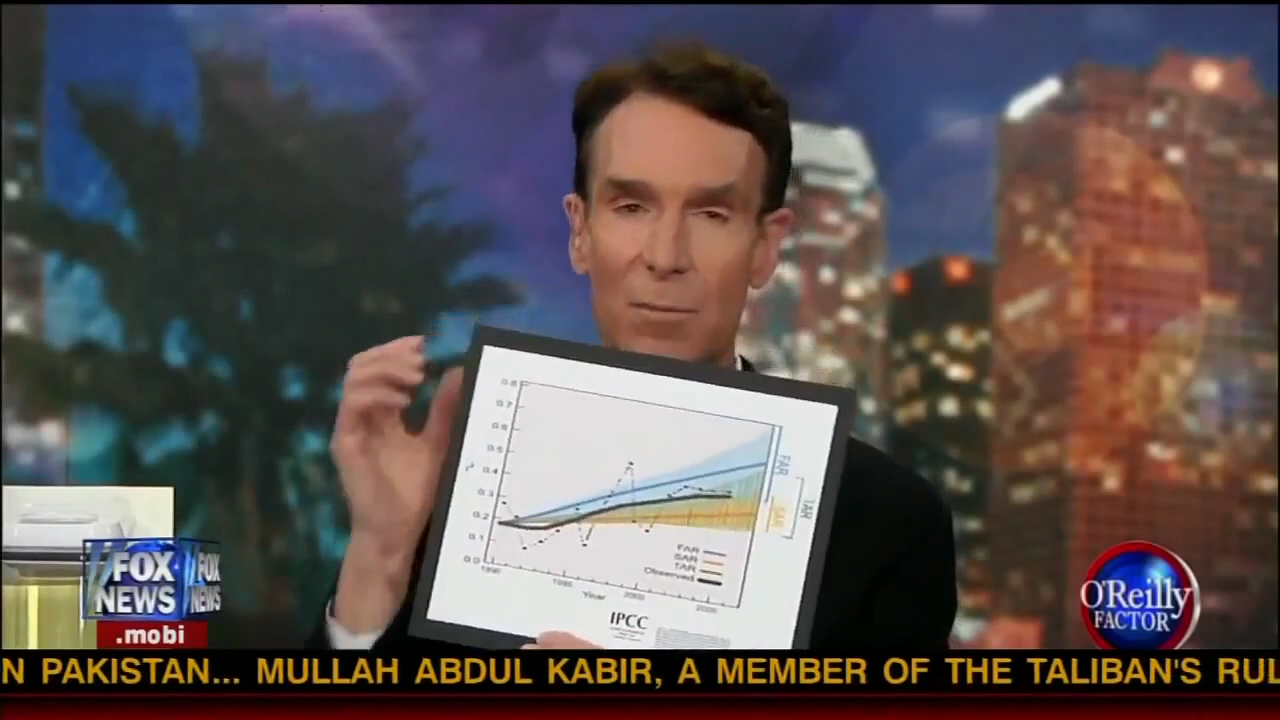 0.8
0.7
0.6
0.5
0.4
0.3
0.2
0.1
0.0
1990
1995
2000
2005
Year
FAR
SAR
TAR
FAR
SAR
TAR
Observed
IPCC
FOX
NEWS
.mobi
FOX
NEWS
O'Reilly
FACTOR
N PAKISTAN... MULLAH ABDUL KABIR, A MEMBER OF THE TALIBAN'S RUL